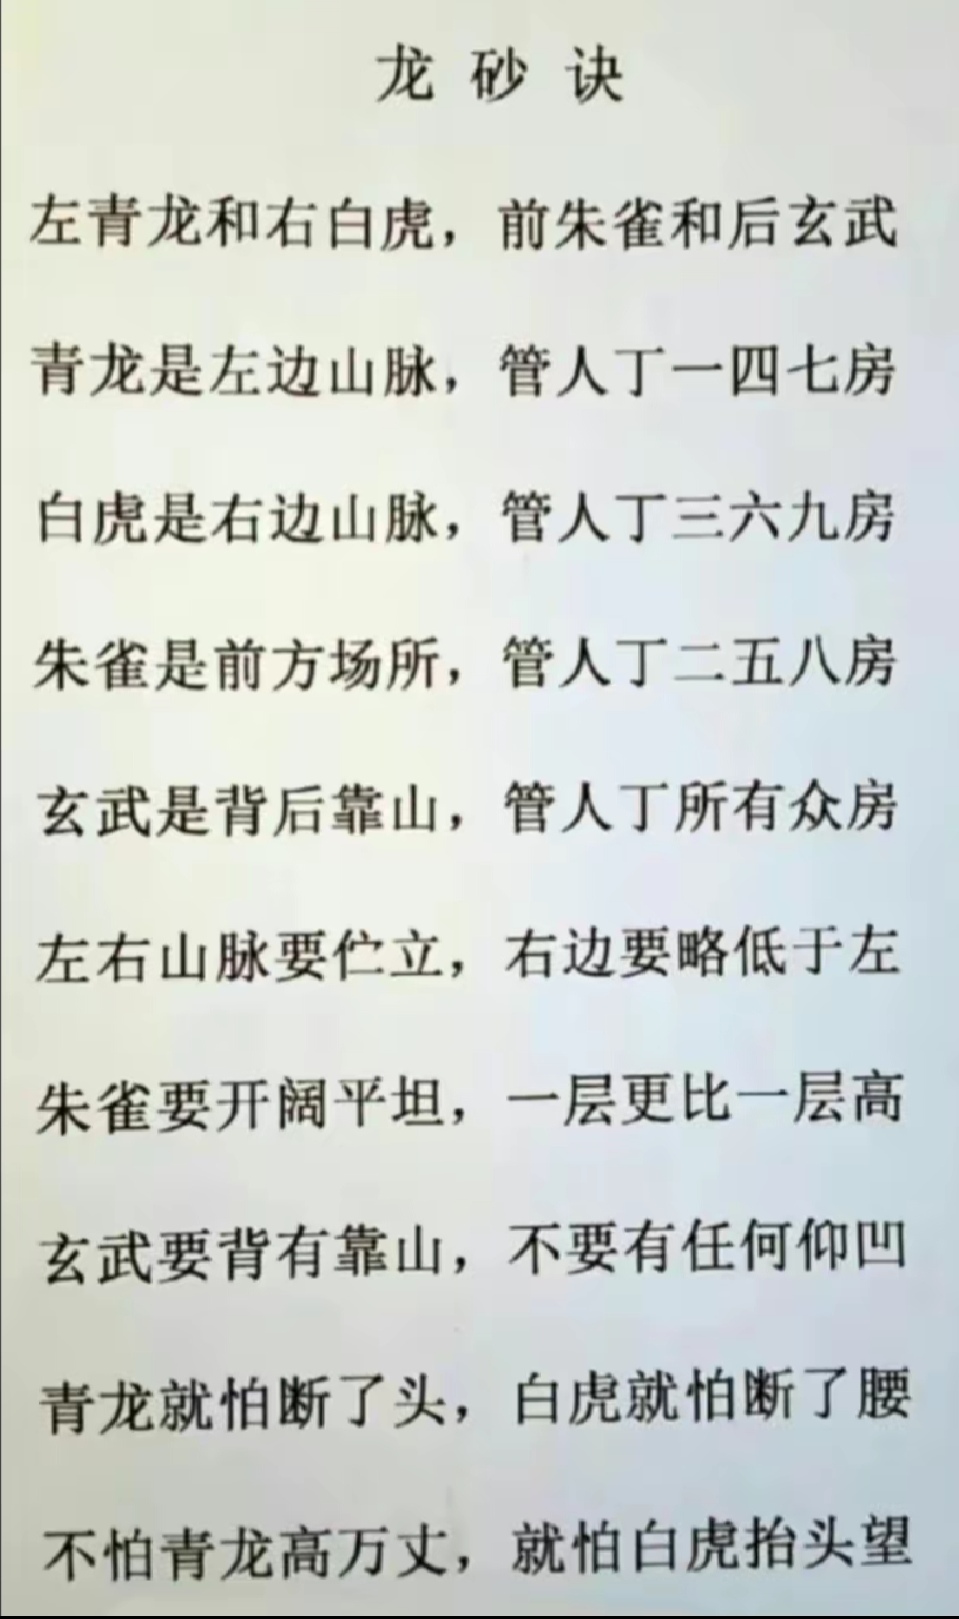 龙砂诀
左青龙和右白虎，前朱雀和后玄武
青龙是左边山脉，管人丁一四七房
白虎是右边山脉，管人丁三六九房
朱雀是前方场所，管人丁二五八房
玄武是背后靠山，管人丁所有众房
左右山脉要伫立，右边要略低于左
朱雀要开阔平坦，一层更比一层高
玄武要背有靠山，不要有任何仰凹
青龙就怕断了头，白虎就怕断了腰
不怕青龙高万丈，就怕白虎抬头望